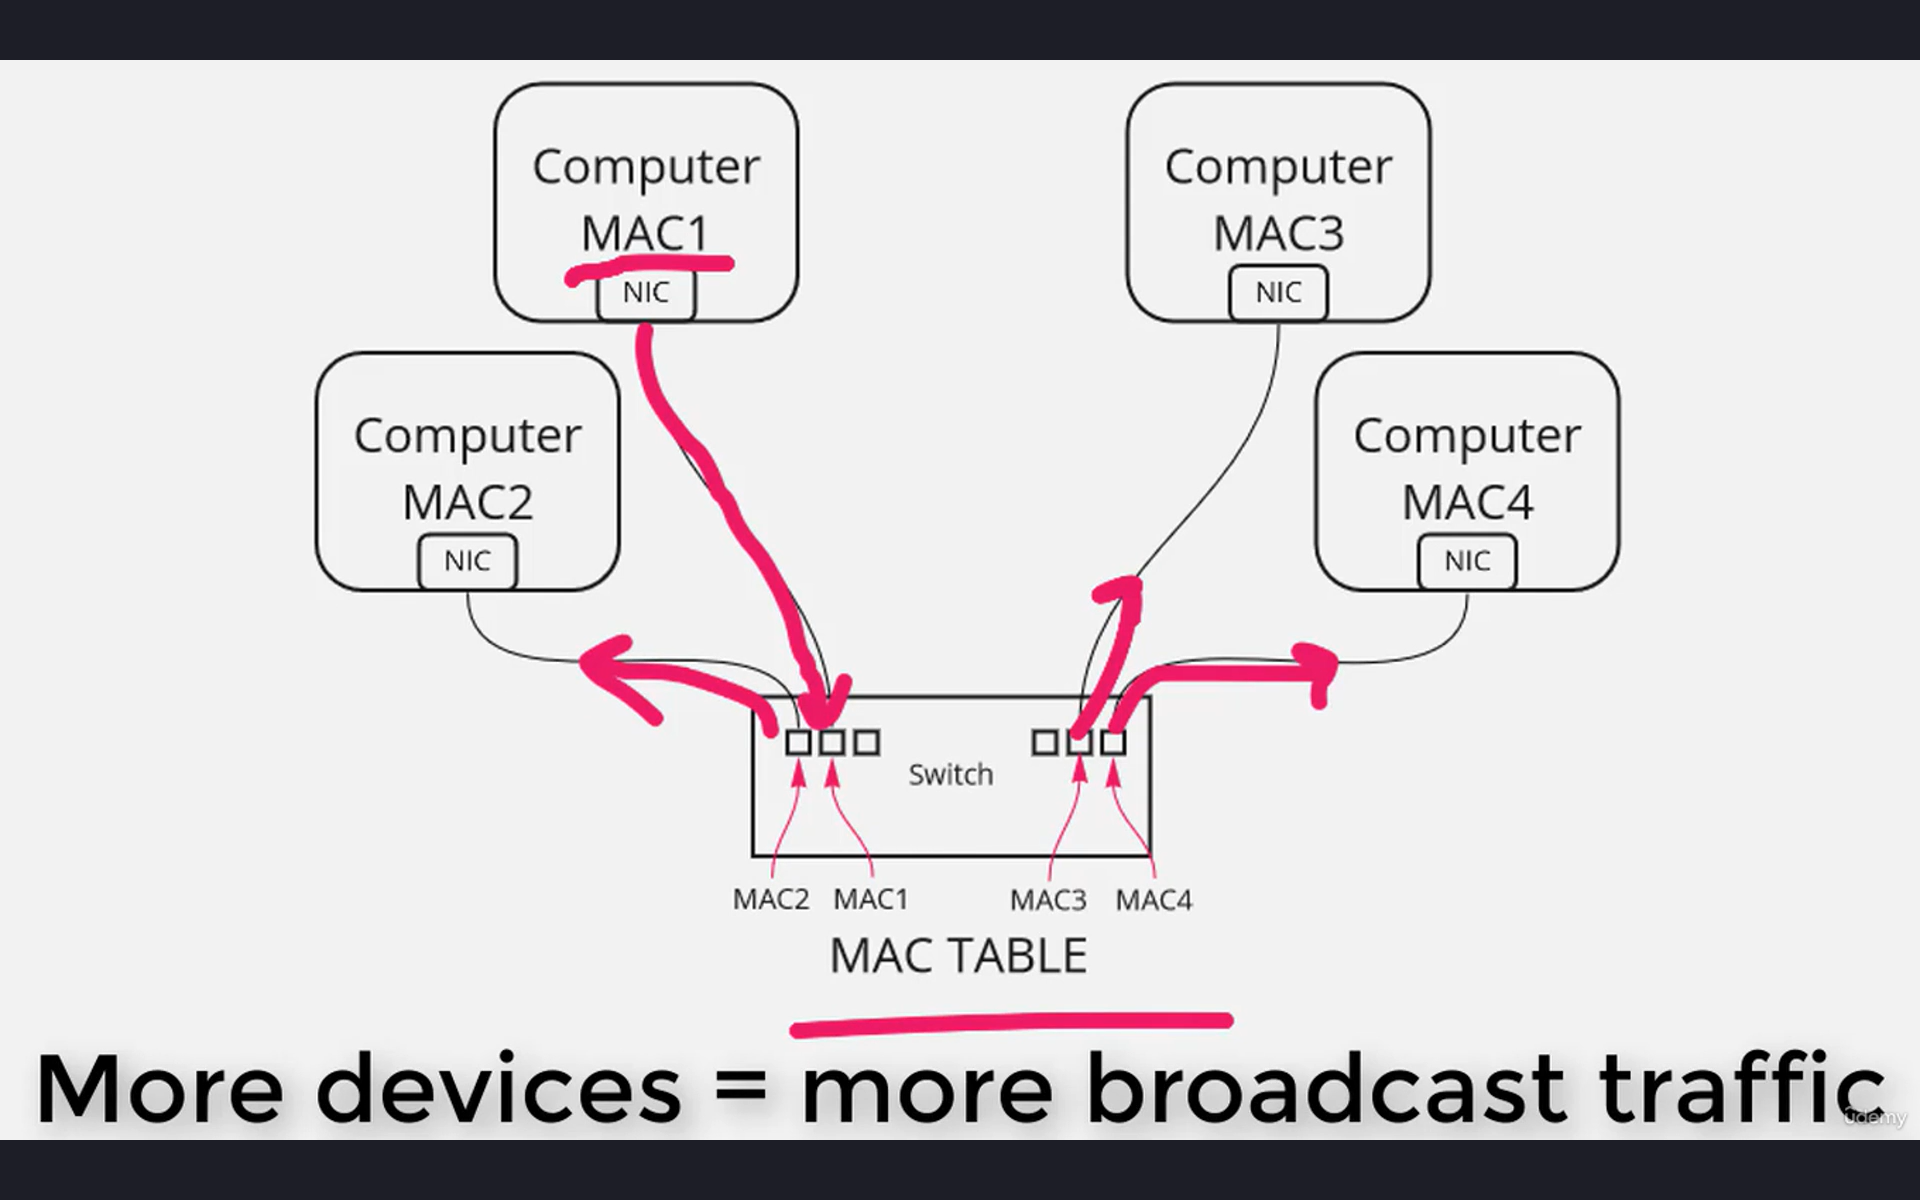 Computer
MAC1
NIC
Computer
MAC3
NIC
Computer
MAC2
NIC
Computer
MAC4
NIC
Switch
MAC2 MAC1 MAC3 MAC4
MAC TABLE
More devices = more broadcast traffic
ûdemy